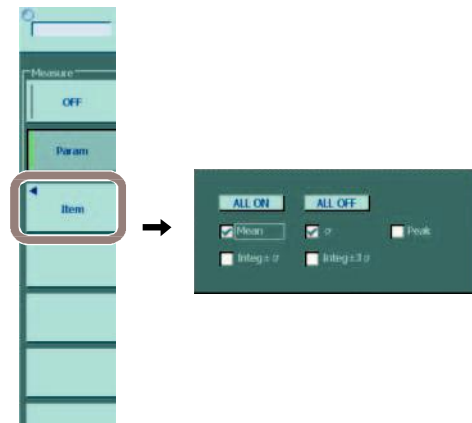 Measure
OFF
Param
Item
ALL ON ALL OFF
Mean σ Peak
Integ±σ Integ±3σ